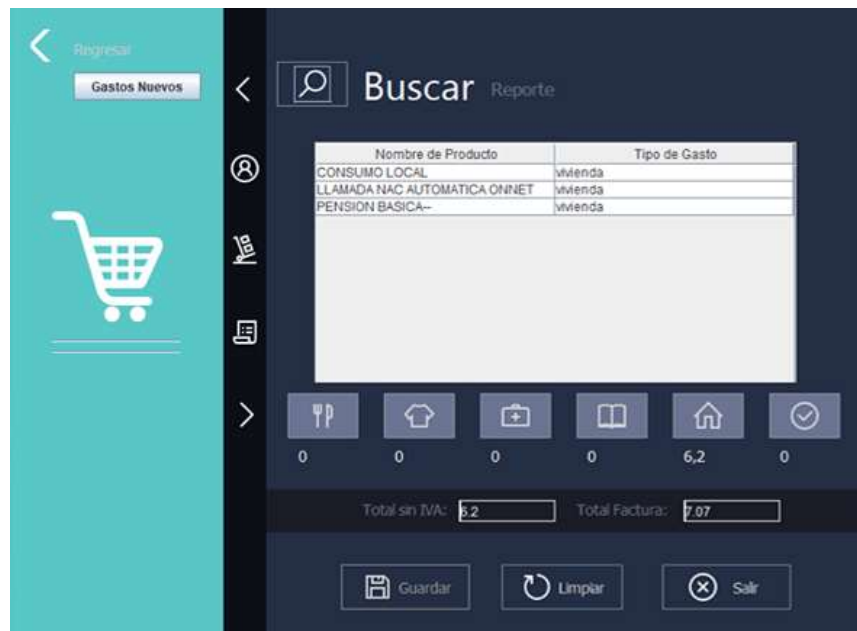 Regresar
Gastos Nuevos
Buscar Reporte
Nombre de Producto Tipo de Gasto
CONSUMO LOCAL vivienda
LLAMADA NAC AUTOMATICA ONNET vivienda
PENSION BASICA-- vivienda
0 0 0 0 6,2 0
Total sin IVA: 6.2 Total Factura: 7.07
Guardar Limpiar Salir